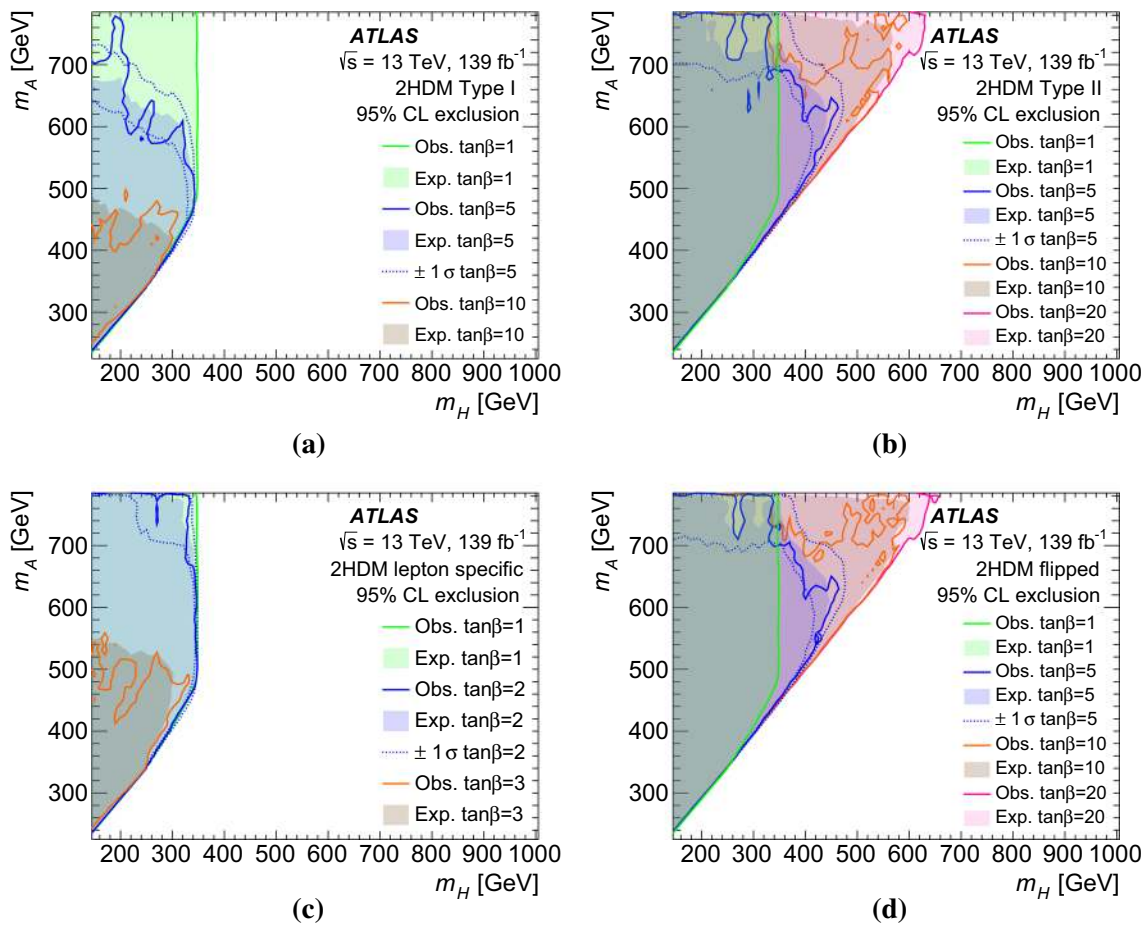 m_A [GeV]
700
600
500
400
300
ATLAS
√s = 13 TeV, 139 fb⁻¹
2HDM Type I
95% CL exclusion
Obs. tanβ=1
Exp. tanβ=1
Obs. tanβ=5
Exp. tanβ=5
± 1 σ tanβ=5
Obs. tanβ=10
Exp. tanβ=10
200 300 400 500 600 700 800 900 1000
m_H [GeV]
(a)
m_A [GeV]
700
600
500
400
300
ATLAS
√s = 13 TeV, 139 fb⁻¹
2HDM Type II
95% CL exclusion
Obs. tanβ=1
Exp. tanβ=1
Obs. tanβ=5
Exp. tanβ=5
± 1 σ tanβ=5
Obs. tanβ=10
Exp. tanβ=10
Obs. tanβ=20
Exp. tanβ=20
200 300 400 500 600 700 800 900 1000
m_H [GeV]
(b)
m_A [GeV]
700
600
500
400
300
ATLAS
√s = 13 TeV, 139 fb⁻¹
2HDM lepton specific
95% CL exclusion
Obs. tanβ=1
Exp. tanβ=1
Obs. tanβ=2
Exp. tanβ=2
± 1 σ tanβ=2
Obs. tanβ=3
Exp. tanβ=3
200 300 400 500 600 700 800 900 1000
m_H [GeV]
(c)
m_A [GeV]
700
600
500
400
300
ATLAS
√s = 13 TeV, 139 fb⁻¹
2HDM flipped
95% CL exclusion
Obs. tanβ=1
Exp. tanβ=1
Obs. tanβ=5
Exp. tanβ=5
± 1 σ tanβ=5
Obs. tanβ=10
Exp. tanβ=10
Obs. tanβ=20
Exp. tanβ=20
200 300 400 500 600 700 800 900 1000
m_H [GeV]
(d)